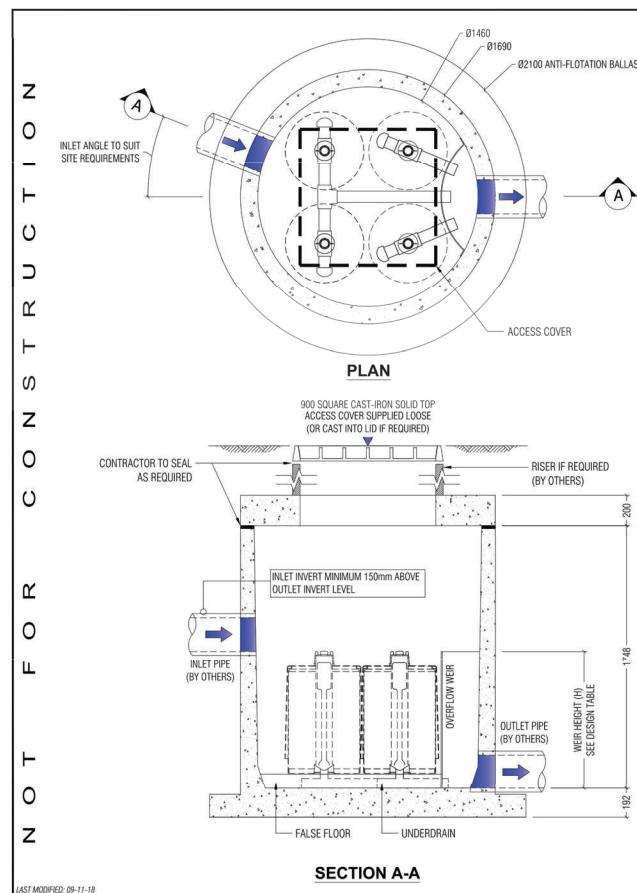 NOT FOR CONSTRUCTION
Ø1460
Ø1690
Ø2100 ANTI-FLOTATION BALLAS
A
INLET ANGLE TO SUIT
SITE REQUIREMENTS
A
ACCESS COVER
PLAN
900 SQUARE CAST-IRON SOLID TOP
ACCESS COVER SUPPLIED LOOSE
(OR CAST INTO LID IF REQUIRED)
CONTRACTOR TO SEAL
AS REQUIRED
RISER IF REQUIRED
(BY OTHERS)
200
INLET INVERT MINIMUM 150mm ABOVE
OUTLET INVERT LEVEL
INLET PIPE
(BY OTHERS)
OVERFLOW WEIR
WEIR HEIGHT (H)
SEE DESIGN TABLE
OUTLET PIPE
(BY OTHERS)
192
FALSE FLOOR
UNDERDRAIN
SECTION A-A
LAST MODIFIED: 09-11-18